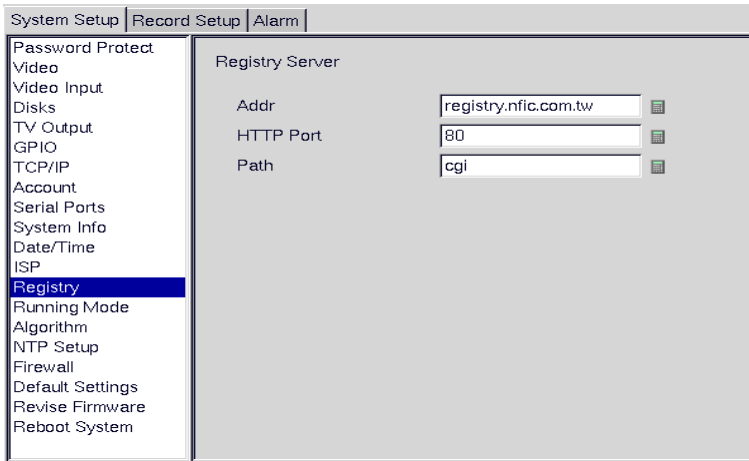 System Setup Record Setup Alarm
Password Protect
Video
Video Input
Disks
TV Output
GPIO
TCP/IP
Account
Serial Ports
System Info
Date/Time
ISP
Registry
Running Mode
Algorithm
NTP Setup
Firewall
Default Settings
Revise Firmware
Reboot System
Registry Server
Addr registry.nfic.com.tw
HTTP Port 80
Path cgi